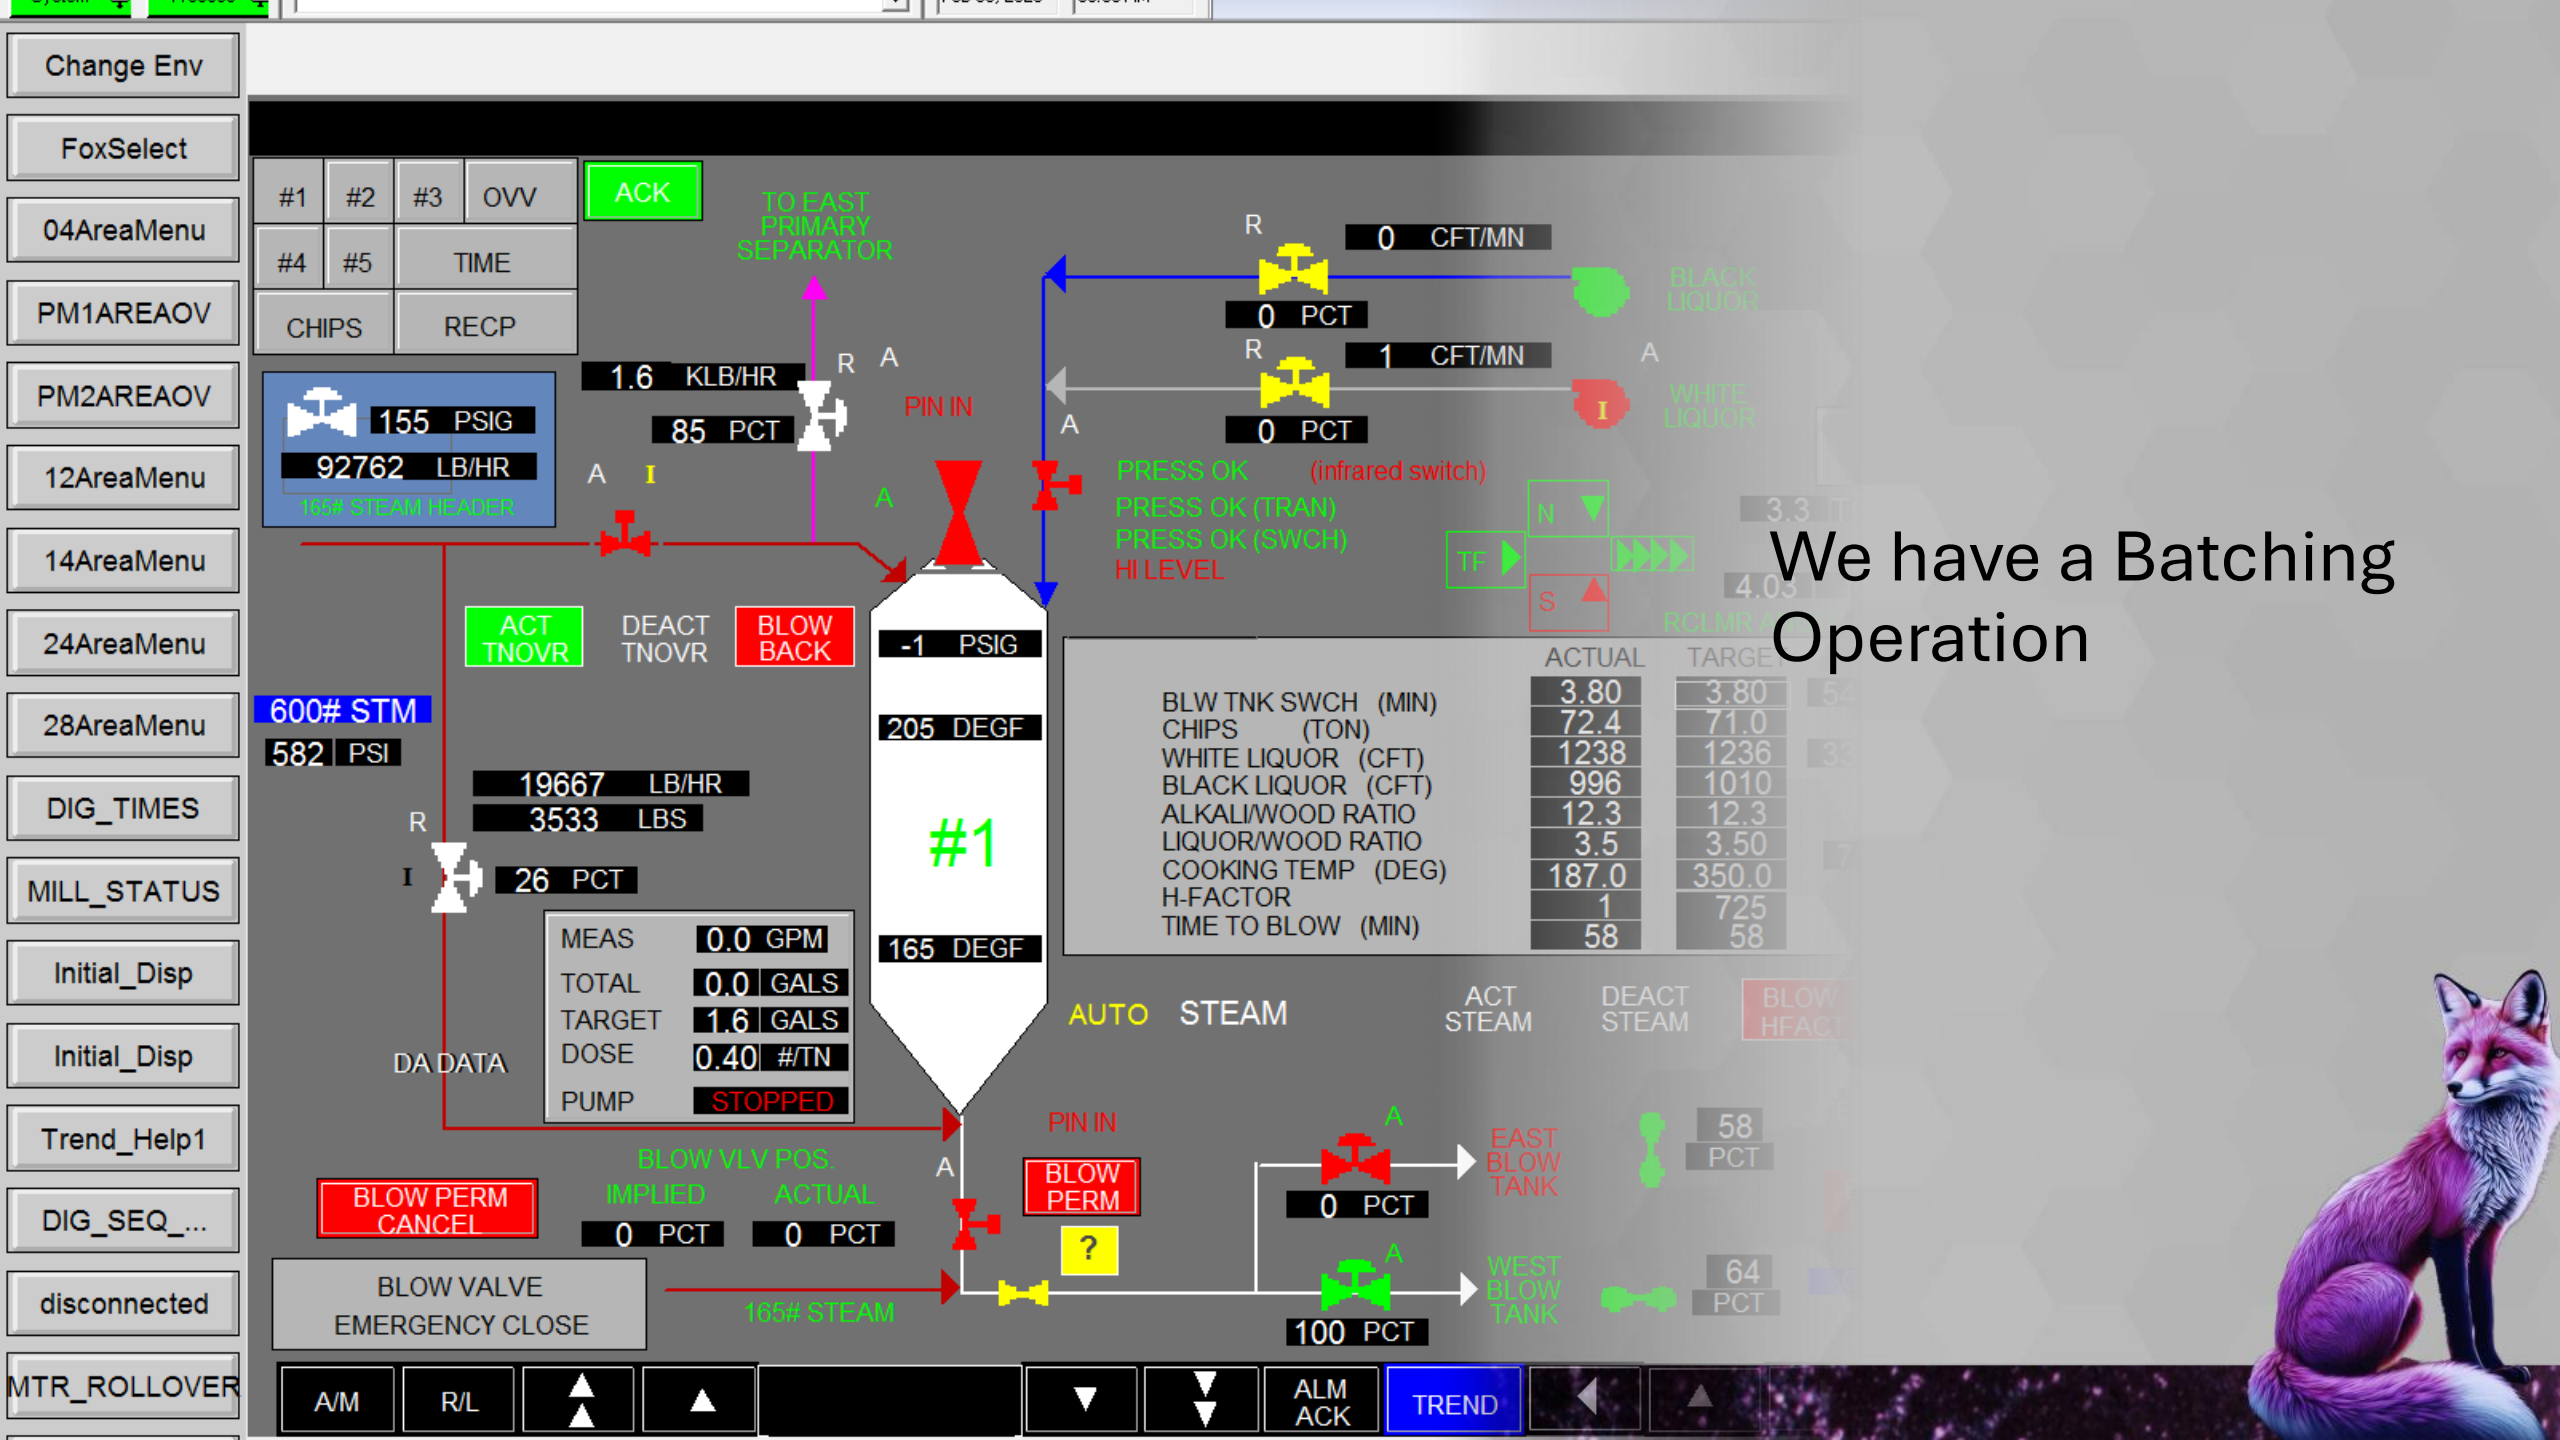 Change Env
FoxSelect
04AreaMenu
PM1AREAOV
PM2AREAOV
12AreaMenu
14AreaMenu
24AreaMenu
28AreaMenu
DIG_TIMES
MILL_STATUS
Initial_Disp
Initial_Disp
Trend_Help1
DIG_SEQ_...
disconnected
MTR_ROLLOVER
#1 #2 #3 OVV
#4 #5 TIME
CHIPS RECP
ACK
TO EAST
PRIMARY
SEPARATOR
155 PSIG
92762 LB/HR
165# STEAM HEADER
1.6 KLB/HR
R A
85 PCT
A I
PIN IN
A
R
0 CFT/MN
0 PCT
BLACK
LIQUOR
R
1 CFT/MN
0 PCT
A
I
WHITE
LIQUOR
A
PRESS OK (infrared switch)
PRESS OK (TRAN)
PRESS OK (SWCH)
HI LEVEL
N
TF
S
3.3
4.03
We have a Batching
Operation
ACT
TNOVR
DEACT
TNOVR
BLOW
BACK
600# STM
582 PSI
19667 LB/HR
3533 LBS
R
I
26 PCT
-1 PSIG
205 DEGF
#1
165 DEGF
ACTUAL TARGET
BLW TNK SWCH (MIN) 3.80 3.80
CHIPS (TON) 72.4 71.0
WHITE LIQUOR (CFT) 1238 1236
BLACK LIQUOR (CFT) 996 1010
ALKALI/WOOD RATIO 12.3 12.3
LIQUOR/WOOD RATIO 3.5 3.50
COOKING TEMP (DEG) 187.0 350.0
H-FACTOR 1 725
TIME TO BLOW (MIN) 58 58
MEAS 0.0 GPM
TOTAL 0.0 GALS
TARGET 1.6 GALS
DOSE 0.40 #/TN
PUMP STOPPED
DA DATA
AUTO STEAM
ACT
STEAM
DEACT
STEAM
BLOW
HFACT
BLOW VLV POS.
IMPLIED ACTUAL
0 PCT 0 PCT
BLOW PERM
CANCEL
A
PIN IN
BLOW
PERM
?
A
0 PCT
EAST
BLOW
TANK
58
PCT
BLOW VALVE
EMERGENCY CLOSE
165# STEAM
A
100 PCT
WEST
BLOW
TANK
64
PCT
A/M R/L ALM
ACK TREND